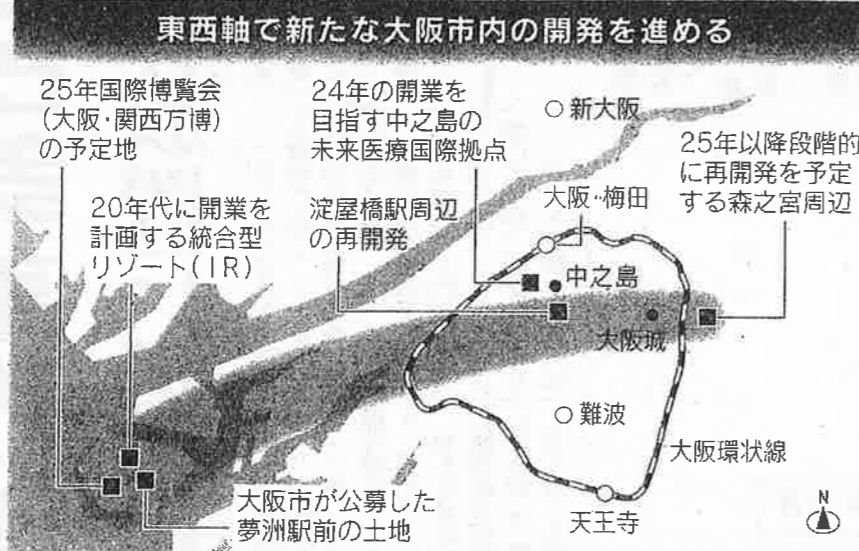 東西軸で新たな大阪市内の開発を進める
25年国際博覧会
(大阪・関西万博)
の予定地
24年の開業を
目指す中之島の
未来医療国際拠点
新大阪
25年以降段階的
に再開発を予定
する森之宮周辺
20年代に開業を
計画する統合型
リゾート(IR)
淀屋橋駅周辺
の再開発
大阪・梅田
中之島
大阪城
難波
大阪環状線
大阪市が公募した
夢洲駅前の土地
天王寺
N